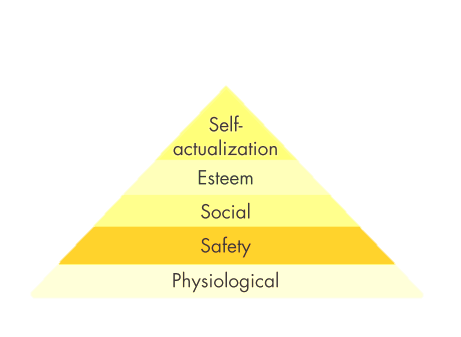 Self-
actualization
Esteem
Social
Safety
Physiological